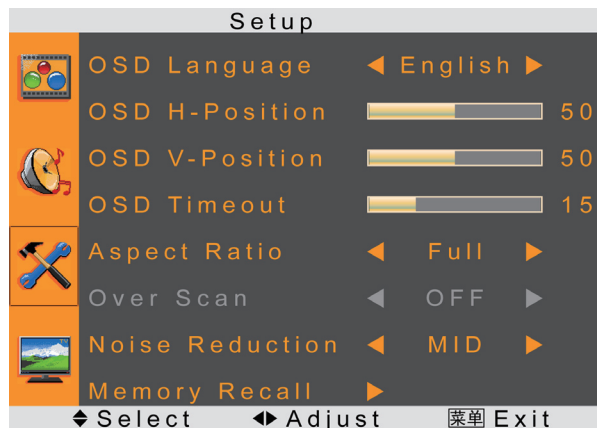 Setup
OSD Language English
OSD H-Position 50
OSD V-Position 50
OSD Timeout 15
Aspect Ratio Full
Over Scan OFF
Noise Reduction MID
Memory Recall
Select Adjust 菜单 Exit